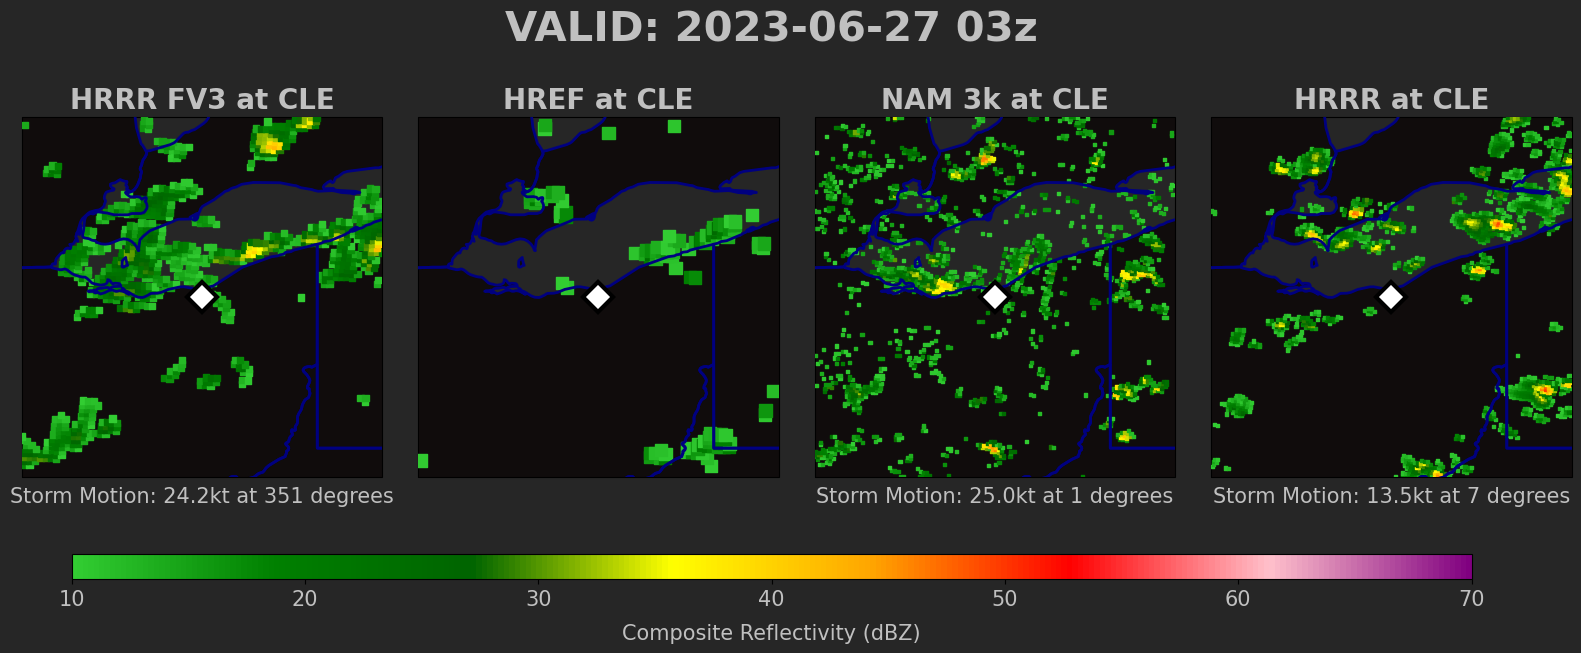 VALID: 2023-06-27 03z
HRRR FV3 at CLE
HREF at CLE
NAM 3k at CLE
HRRR at CLE
Storm Motion: 24.2kt at 351 degrees
Storm Motion: 25.0kt at 1 degrees
Storm Motion: 13.5kt at 7 degrees
10 20 30 40 50 60 70
Composite Reflectivity (dBZ)